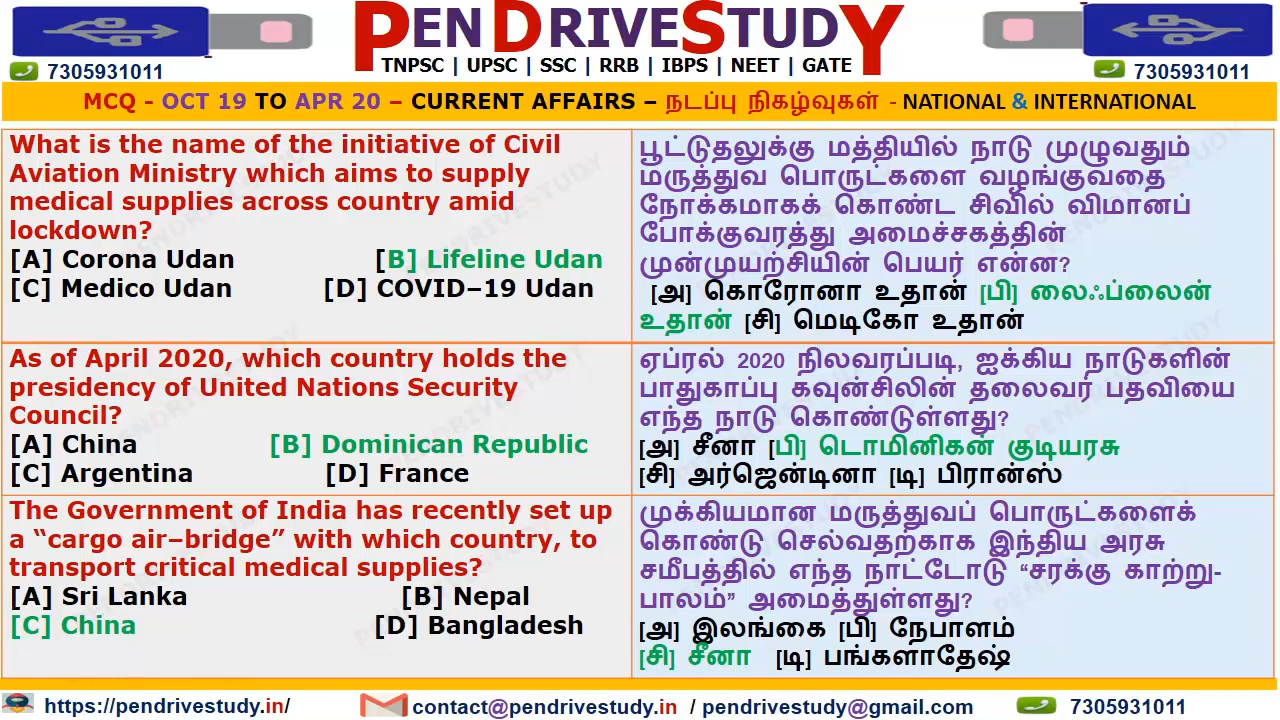 PENDRIVESTUDY
TNPSC | UPSC | SSC | RRB | IBPS | NEET | GATE
7305931011
7305931011
MCQ - OCT 19 TO APR 20 – CURRENT AFFAIRS – நடப்பு நிகழ்வுகள் - NATIONAL & INTERNATIONAL
What is the name of the initiative of Civil
Aviation Ministry which aims to supply
medical supplies across country amid
lockdown?
[A] Corona Udan [B] Lifeline Udan
[C] Medico Udan [D] COVID–19 Udan
பூட்டுதலுக்கு மத்தியில் நாடு முழுவதும்
மருத்துவ பொருட்களை வழங்குவதை
நோக்கமாகக் கொண்ட சிவில் விமானப்
போக்குவரத்து அமைச்சகத்தின்
முன்முயற்சியின் பெயர் என்ன?
[அ] கொரோனா உதான் [பி] லைஃப்லைன்
உதான் [சி] மெடிகோ உதான்
As of April 2020, which country holds the
presidency of United Nations Security
Council?
[A] China [B] Dominican Republic
[C] Argentina [D] France
ஏப்ரல் 2020 நிலவரப்படி, ஐக்கிய நாடுகளின்
பாதுகாப்பு கவுன்சிலின் தலைவர் பதவியை
எந்த நாடு கொண்டுள்ளது?
[அ] சீனா [பி] டொமினிகன் குடியரசு
[சி] அர்ஜென்டினா [டி] பிரான்ஸ்
The Government of India has recently set up
a “cargo air–bridge” with which country, to
transport critical medical supplies?
[A] Sri Lanka [B] Nepal
[C] China [D] Bangladesh
முக்கியமான மருத்துவப் பொருட்களைக்
கொண்டு செல்வதற்காக இந்திய அரசு
சமீபத்தில் எந்த நாட்டோடு “சரக்கு காற்று-
பாலம்” அமைத்துள்ளது?
[அ] இலங்கை [பி] நேபாளம்
[சி] சீனா [டி] பங்களாதேஷ்
https://pendrivestudy.in/ contact@pendrivestudy.in / pendrivestudy@gmail.com 7305931011